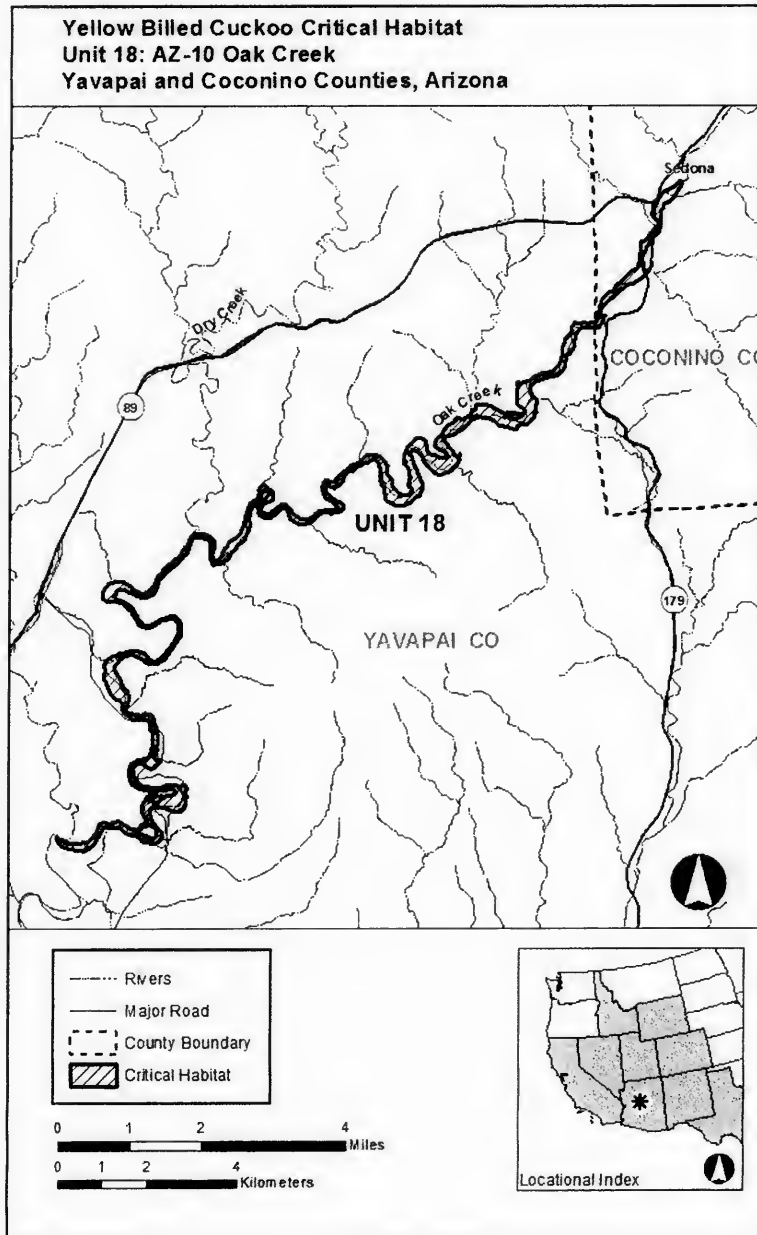 Yellow Billed Cuckoo Critical Habitat
Unit 18: AZ-10 Oak Creek
Yavapai and Coconino Counties, Arizona
Sedona
Dry Creek
COCONINO CO
89
Oak Creek
UNIT 18
179
YAVAPAI CO
Rivers
Major Road
County Boundary
Critical Habitat
0 1 2 4
Miles
0 1 2 4
Kilometers
Locational Index